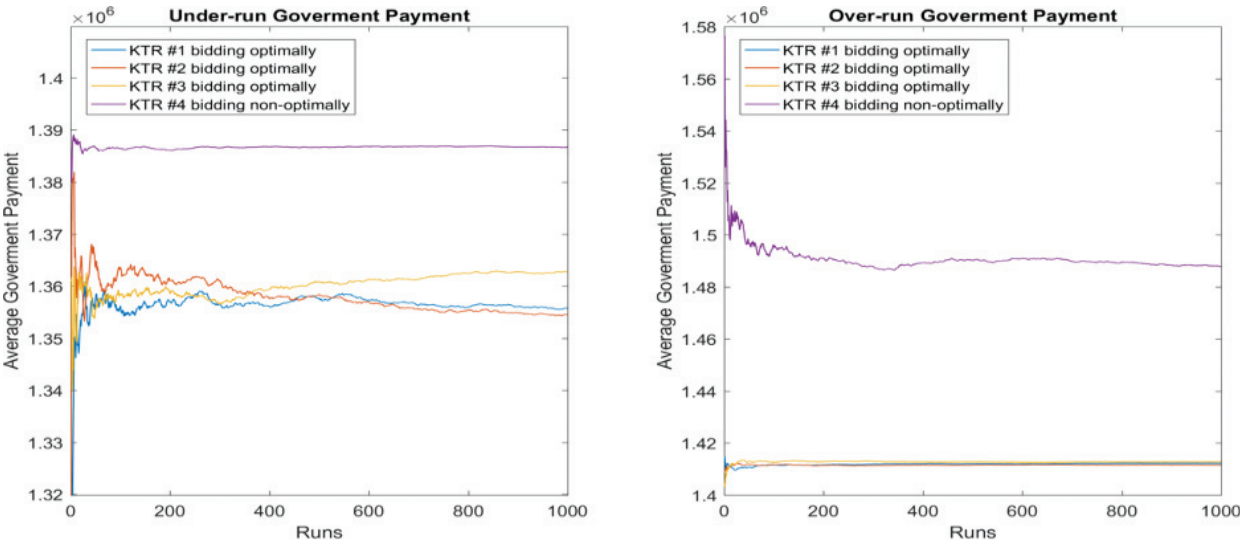 Under-run Goverment Payment
×10⁶
KTR #1 bidding optimally
KTR #2 bidding optimally
KTR #3 bidding optimally
KTR #4 bidding non-optimally
1.4
1.39
1.38
1.37
1.36
1.35
1.34
1.33
1.32
Average Goverment Payment
0
200
400
600
800
1000
Runs
Over-run Goverment Payment
×10⁶
KTR #1 bidding optimally
KTR #2 bidding optimally
KTR #3 bidding optimally
KTR #4 bidding non-optimally
1.58
1.56
1.54
1.52
1.5
1.48
1.46
1.44
1.42
1.4
Average Goverment Payment
0
200
400
600
800
1000
Runs